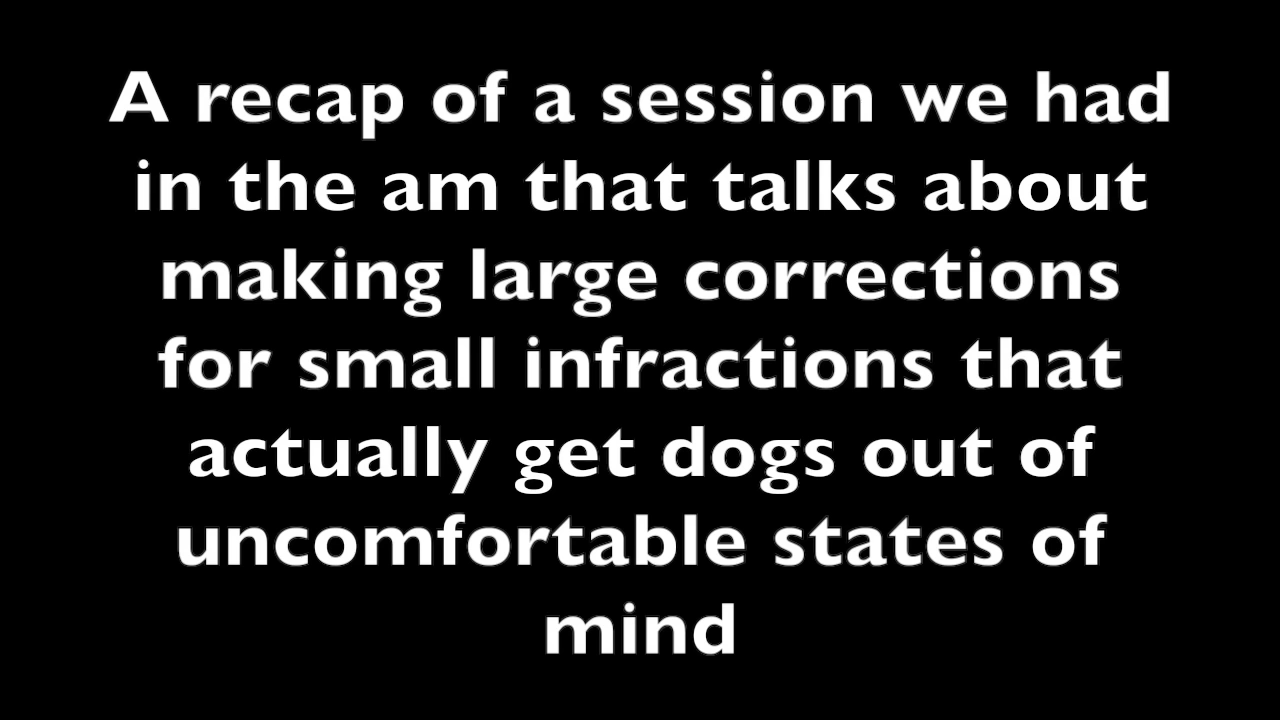 A recap of a session we had
in the am that talks about
making large corrections
for small infractions that
actually get dogs out of
uncomfortable states of
mind